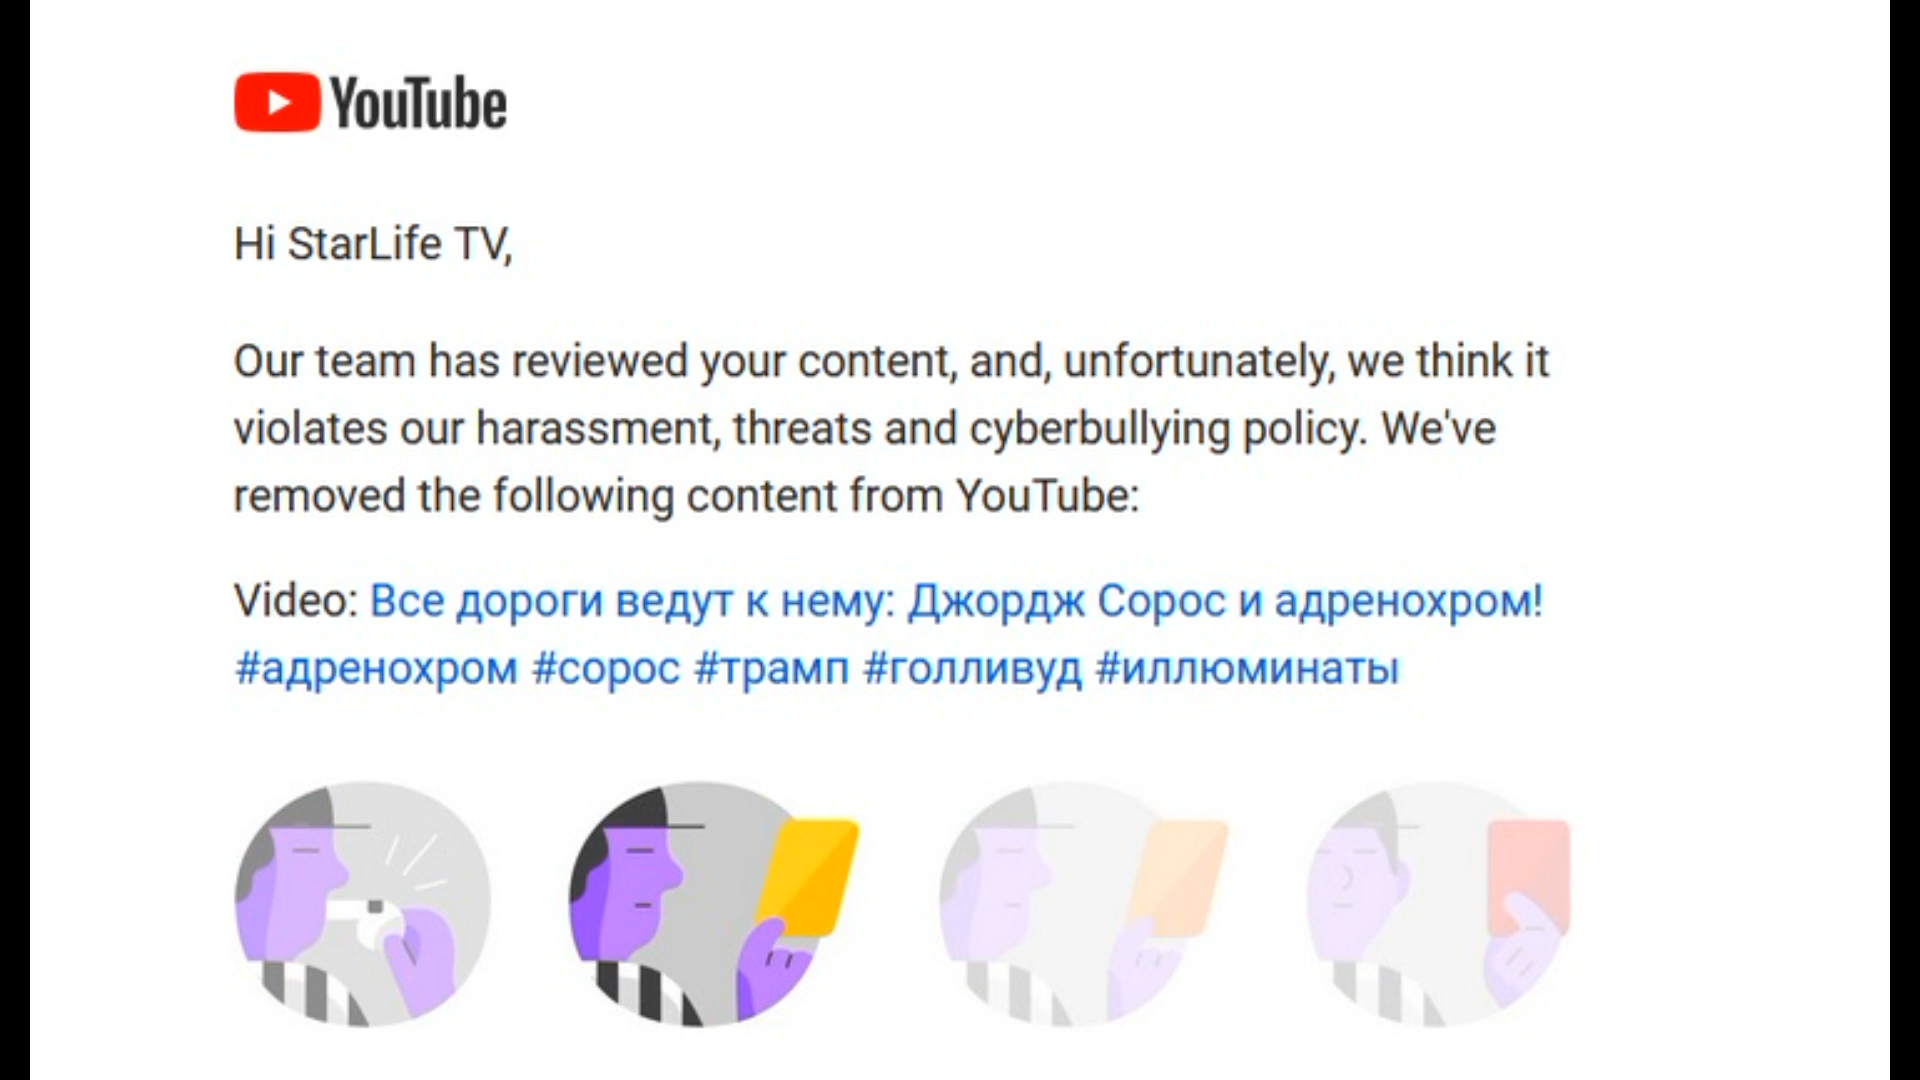 YouTube
Hi StarLife TV,
Our team has reviewed your content, and, unfortunately, we think it
violates our harassment, threats and cyberbullying policy. We've
removed the following content from YouTube:
Video: Все дороги ведут к нему: Джордж Сорос и адренохром!
#адренохром #сорос #трамп #голливуд #иллюминаты